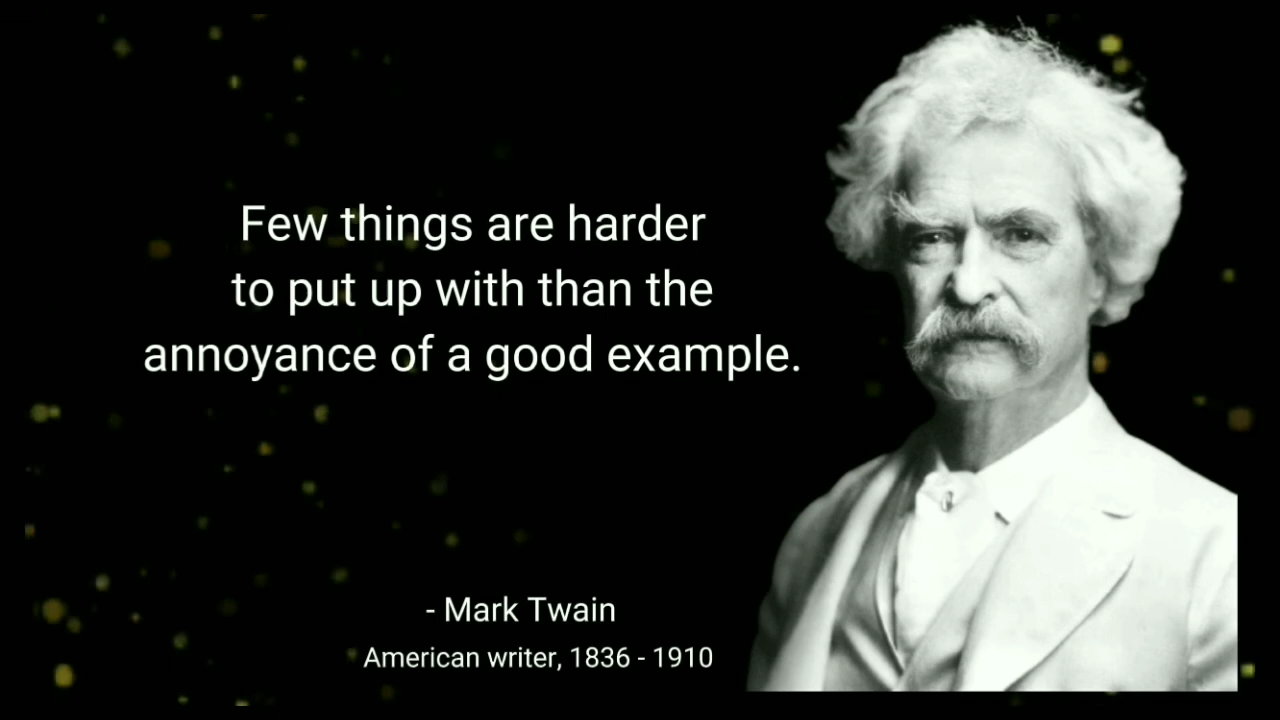 Few things are harder
to put up with than the
annoyance of a good example.
- Mark Twain
American writer, 1836 - 1910